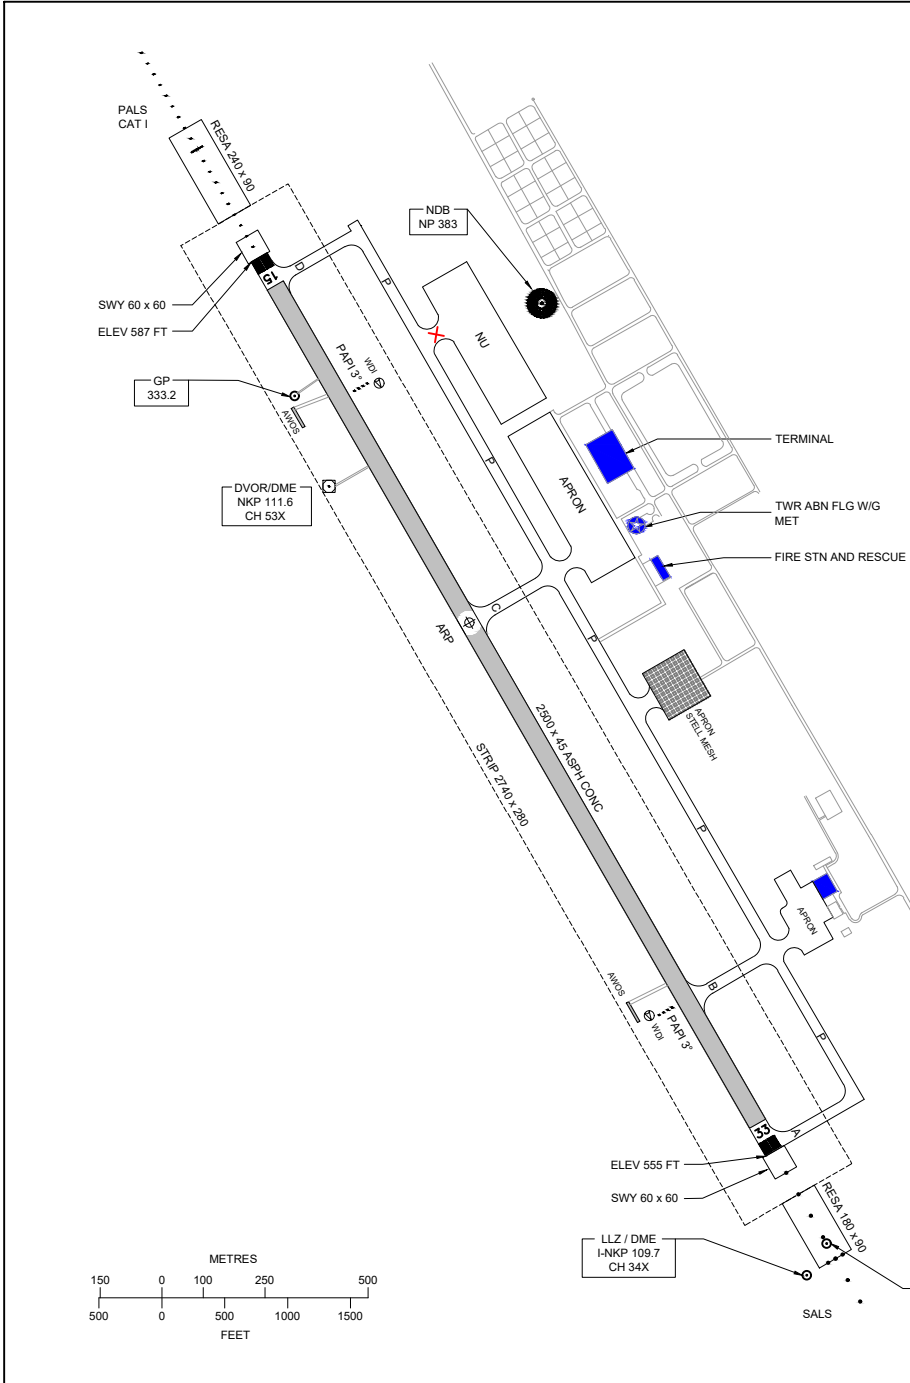 PALS
CAT I
RESA 240 x 90
NDB
NP 383
D
P
15
SWY 60 x 60
ELEV 587 FT
NU
PAPI 3°
WDI
GP
333.2
AWOS
TERMINAL
P
DVOR/DME
NKP 111.6
CH 53X
APRON
TWR ABN FLG W/G
MET
FIRE STN AND RESCUE
C
ARP
P
2500 x 45 ASPH CONC
APRON
STELL MESH
STRIP 2740 x 280
P
APRON
AWOS
B
WDI
PAPI 3°
P
33
A
ELEV 555 FT
SWY 60 x 60
RESA 180 x 90
LLZ / DME
I-NKP 109.7
CH 34X
SALS
METRES
150 0 100 250 500
500 0 500 1000 1500
FEET